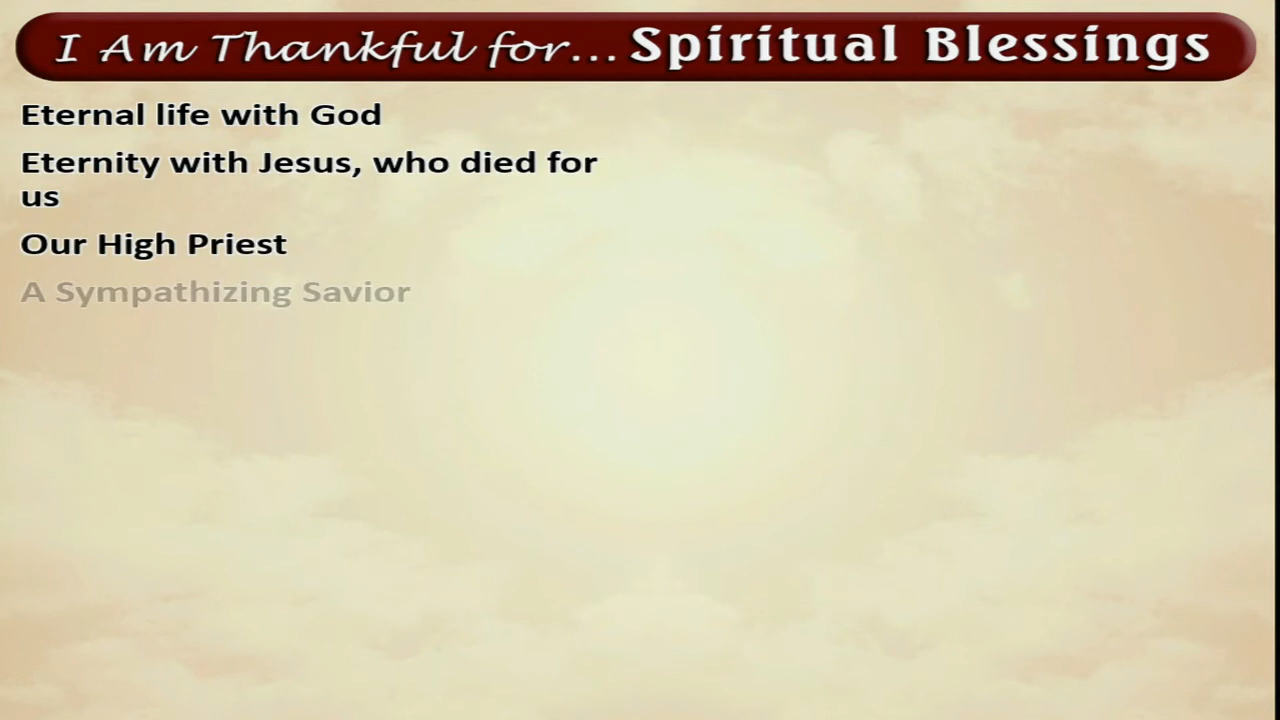 I Am Thankful for... Spiritual Blessings
Eternal life with God
Eternity with Jesus, who died for
us
Our High Priest
A Sympathizing Savior